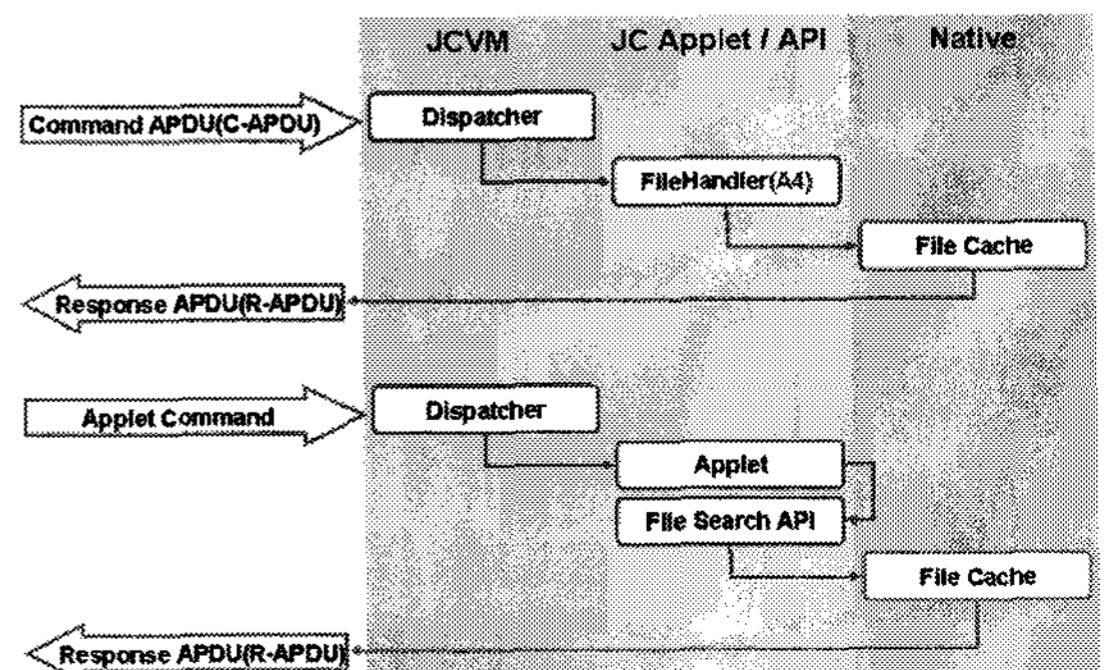 JCVM JC Applet / API Native
Command APDU(C-APDU)
Dispatcher
FileHandler(A4)
File Cache
Response APDU(R-APDU)
Applet Command
Dispatcher
Applet
File Search API
File Cache
Response APDU(R-APDU)